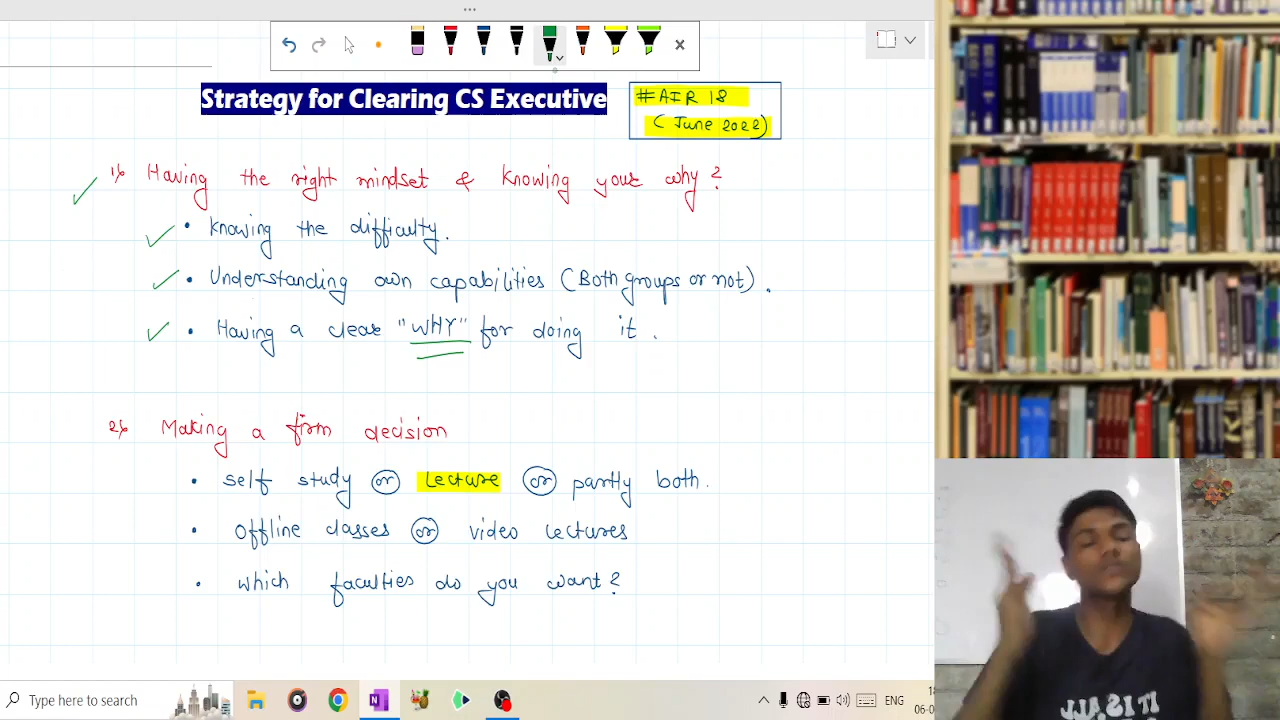 Strategy for Clearing CS Executive
#AIR 18
(June 2022)
1) Having the right mindset & knowing your why?
• Knowing the difficulty.
• Understanding own capabilities (Both groups or not).
• Having a clear "WHY" for doing it.
2) Making a firm decision
• self study or Lecture or partly both.
• offline classes or video lectures
• which faculties do you want?
IT IS ALL
Type here to search
ENG